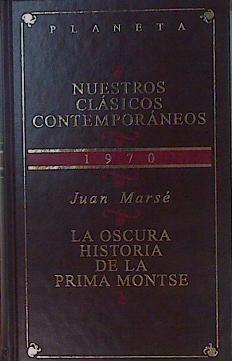 PLANETA
NUESTROS
CLÁSICOS
CONTEMPORÁNEOS
1970
Juan Marsé
LA OSCURA
HISTORIA
DE LA
PRIMA MONTSE